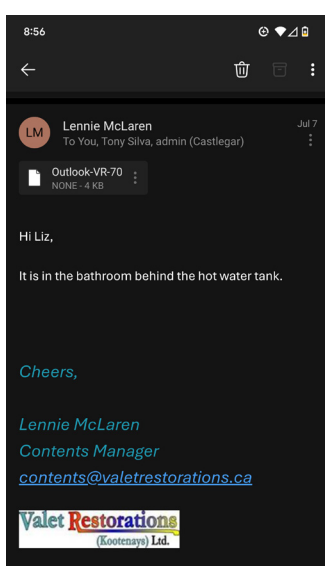 8:56
LM
Lennie McLaren
Jul 7
To You, Tony Silva, admin (Castlegar)
Outlook-VR-70
NONE - 4 KB
Hi Liz,
It is in the bathroom behind the hot water tank.
Cheers,
Lennie McLaren
Contents Manager
contents@valetrestorations.ca
Valet Restorations
(Kootenays) Ltd.